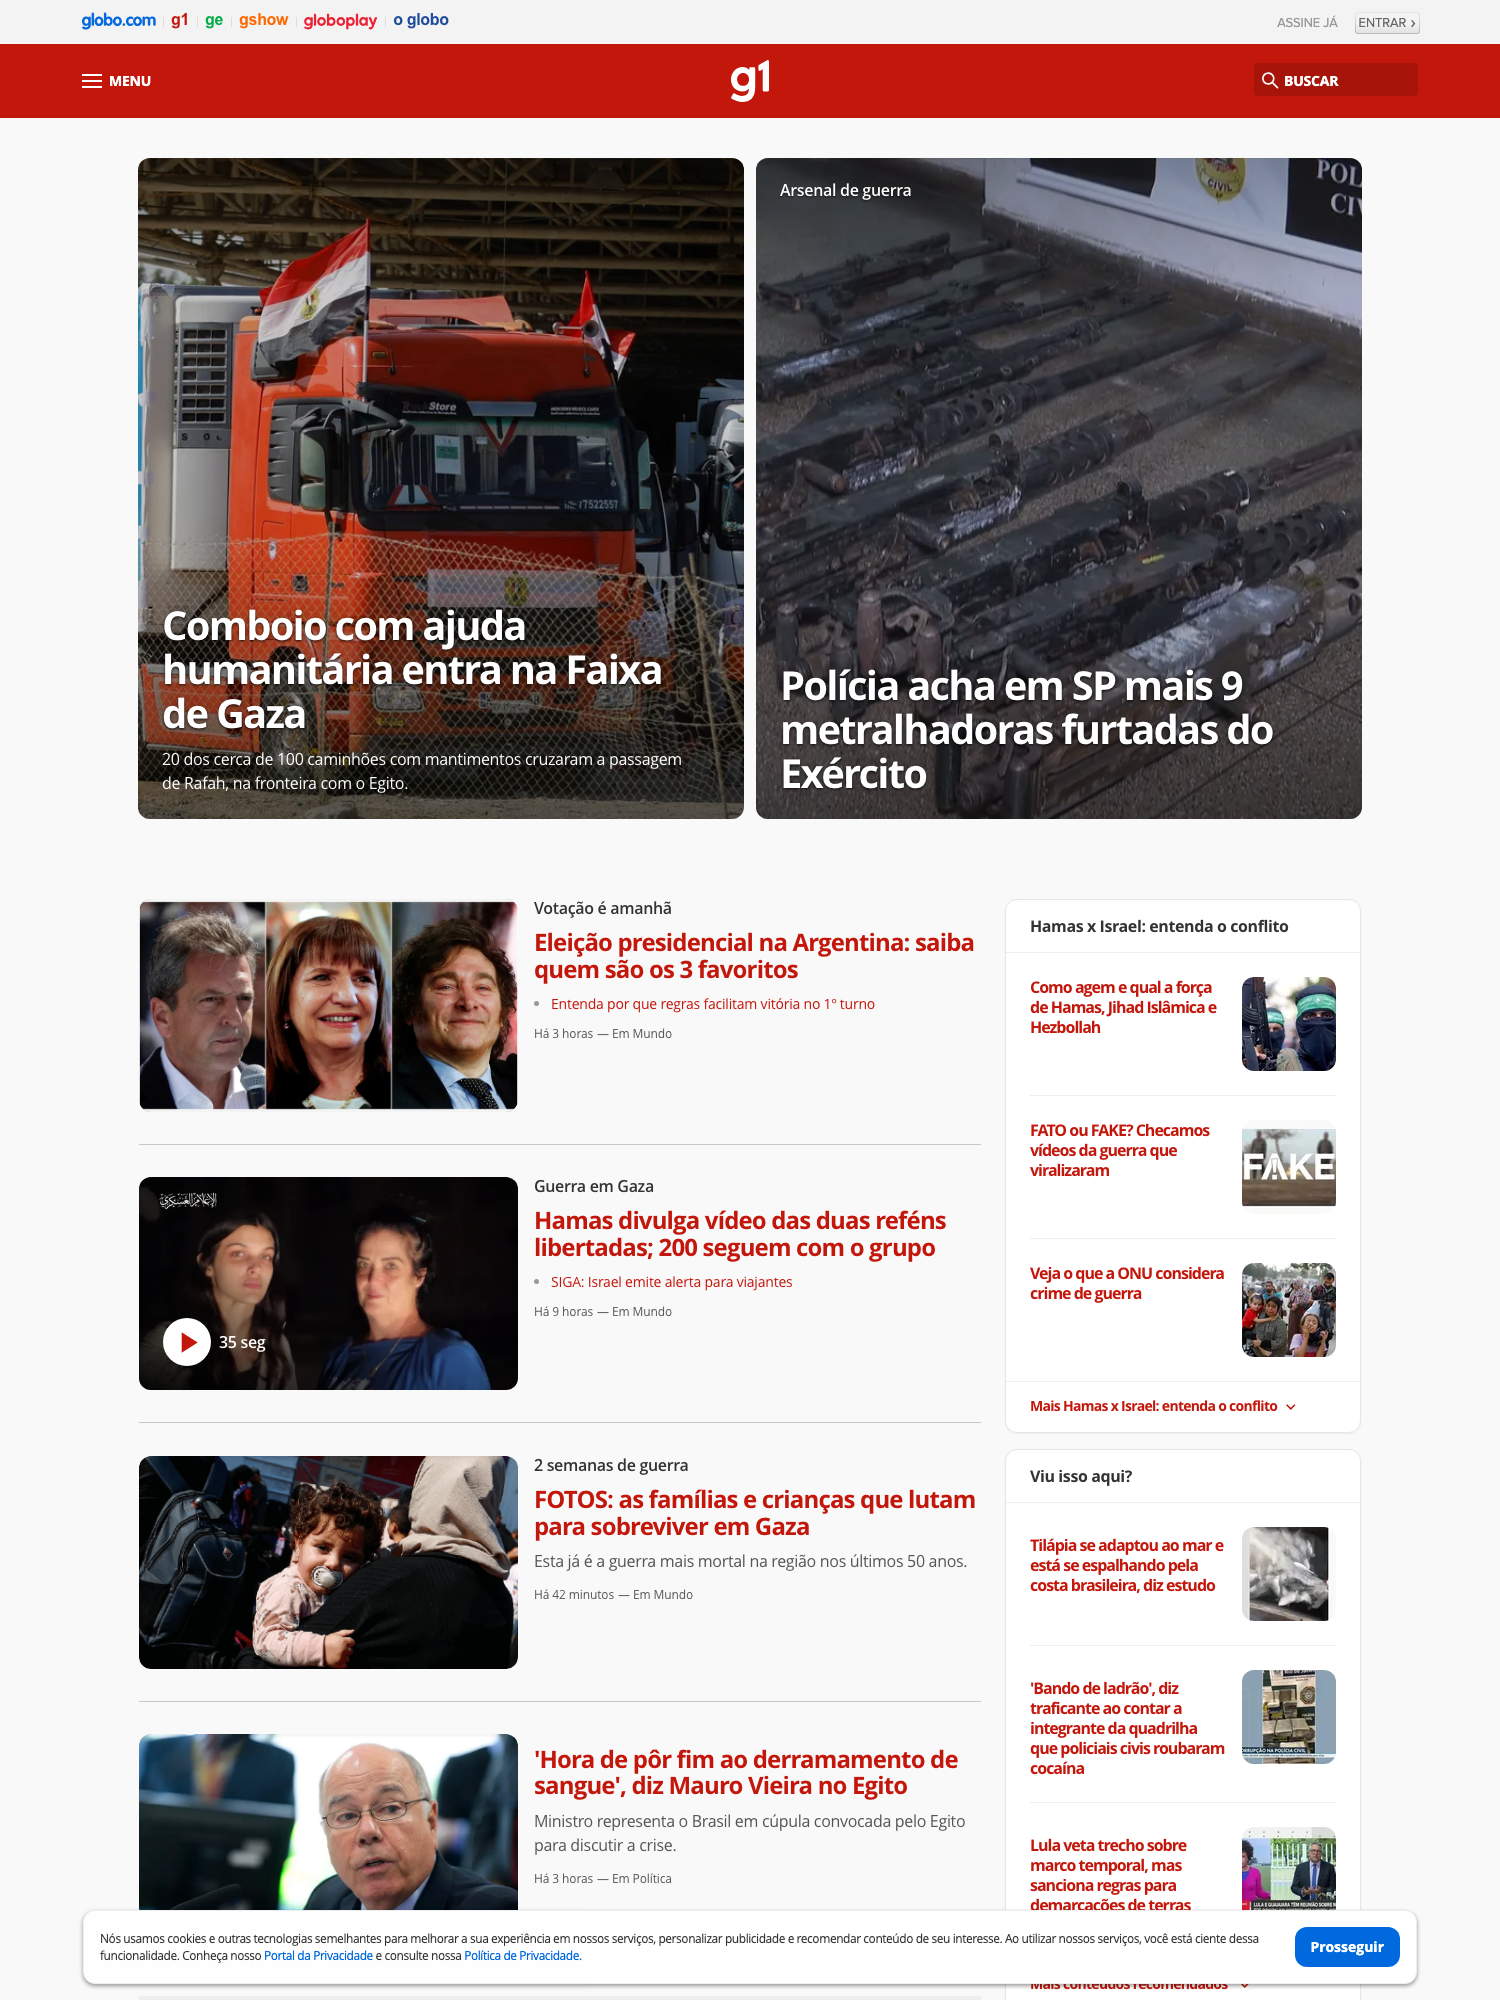 globo.com g1 ge gshow globoplay o globo
ASSINE JÁ ENTRAR ›
MENU
g1
BUSCAR
TruckStore
77522557
Comboio com ajuda
humanitária entra na Faixa
de Gaza
20 dos cerca de 100 caminhões com mantimentos cruzaram a passagem
de Rafah, na fronteira com o Egito.
Arsenal de guerra
CIVIL
POL
CIV
Polícia acha em SP mais 9
metralhadoras furtadas do
Exército
Votação é amanhã
Eleição presidencial na Argentina: saiba
quem são os 3 favoritos
Entenda por que regras facilitam vitória no 1º turno
Há 3 horas — Em Mundo
الإعلام العسكري
35 seg
Guerra em Gaza
Hamas divulga vídeo das duas reféns
libertadas; 200 seguem com o grupo
SIGA: Israel emite alerta para viajantes
Há 9 horas — Em Mundo
2 semanas de guerra
FOTOS: as famílias e crianças que lutam
para sobreviver em Gaza
Esta já é a guerra mais mortal na região nos últimos 50 anos.
Há 42 minutos — Em Mundo
'Hora de pôr fim ao derramamento de
sangue', diz Mauro Vieira no Egito
Ministro representa o Brasil em cúpula convocada pelo Egito
para discutir a crise.
Há 3 horas — Em Política
Hamas x Israel: entenda o conflito
Como agem e qual a força
de Hamas, Jihad Islâmica e
Hezbollah
FATO ou FAKE? Checamos
vídeos da guerra que
viralizaram
FAKE
Veja o que a ONU considera
crime de guerra
Mais Hamas x Israel: entenda o conflito
Viu isso aqui?
Tilápia se adaptou ao mar e
está se espalhando pela
costa brasileira, diz estudo
'Bando de ladrão', diz
traficante ao contar a
integrante da quadrilha
que policiais civis roubaram
cocaína
Lula veta trecho sobre
marco temporal, mas
sanciona regras para
demarcações de terras
Mais conteúdos recomendados
Nós usamos cookies e outras tecnologias semelhantes para melhorar a sua experiência em nossos serviços, personalizar publicidade e recomendar conteúdo de seu interesse. Ao utilizar nossos serviços, você está ciente dessa
funcionalidade. Conheça nosso Portal da Privacidade e consulte nossa Política de Privacidade.
Prosseguir